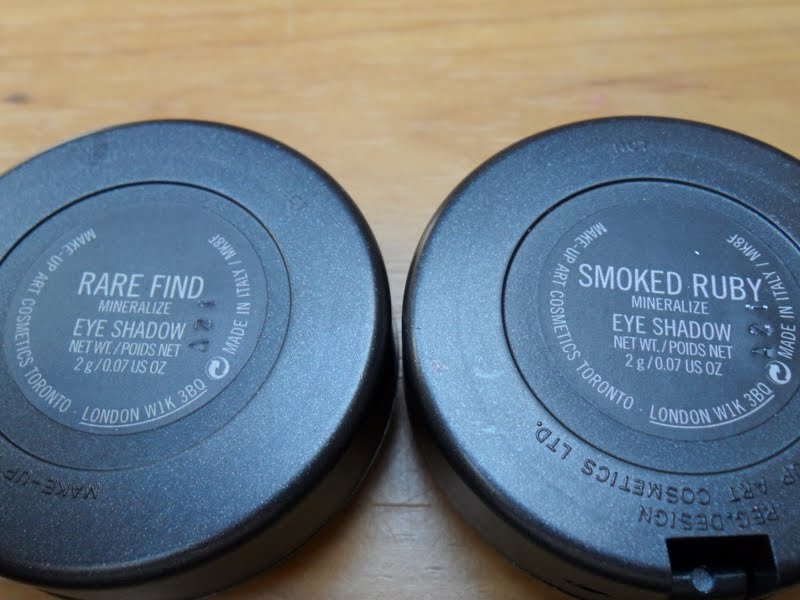 RARE FIND
MINERALIZE
EYE SHADOW
NET WT. / POIDS NET
2 g / 0.07 US OZ
A21
MAKE-UP ART COSMETICS TORONTO · LONDON W1K 3BQ
MADE IN ITALY / MK8F
MAKE-UP
SMOKED RUBY
MINERALIZE
EYE SHADOW
NET WT. / POIDS NET
2 g / 0.07 US OZ
A21
MAKE-UP ART COSMETICS TORONTO · LONDON W1K 3BQ
MADE IN ITALY / MK8F
REG. DESIGN
UP ART COSMETICS LTD.